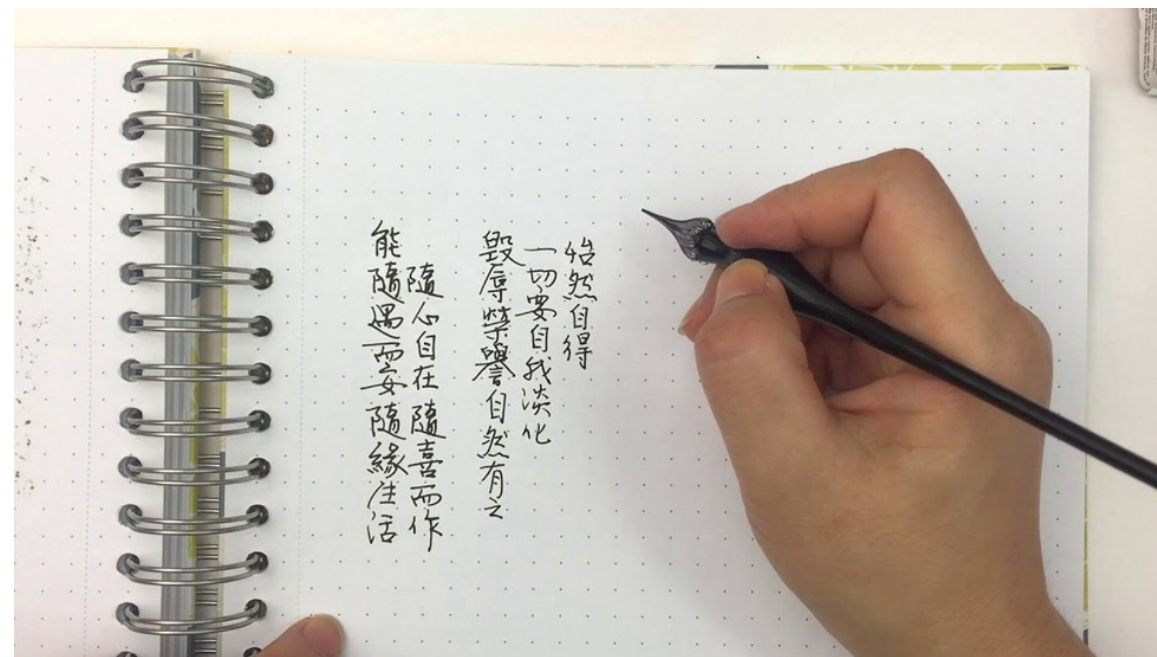 能隨遇而安隨緣生活
隨心自在隨喜而作
毀辱榮譽自然有之
一切要自我淡化
怡然自得